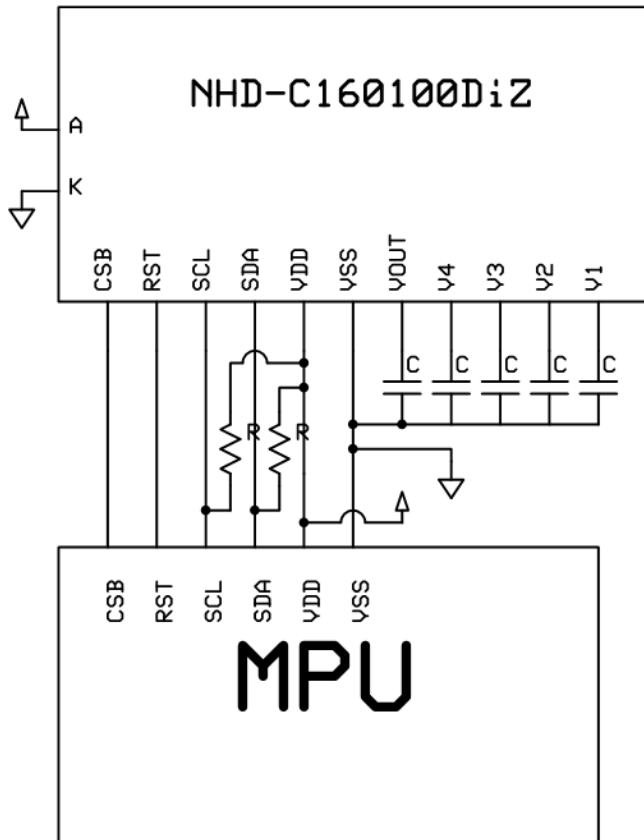 NHD-C160100DiZ
A
K
CSB RST SCL SDA VDD VSS VOUT V4 V3 V2 V1
C C C C C
R R
CSB RST SCL SDA VDD VSS
MPU